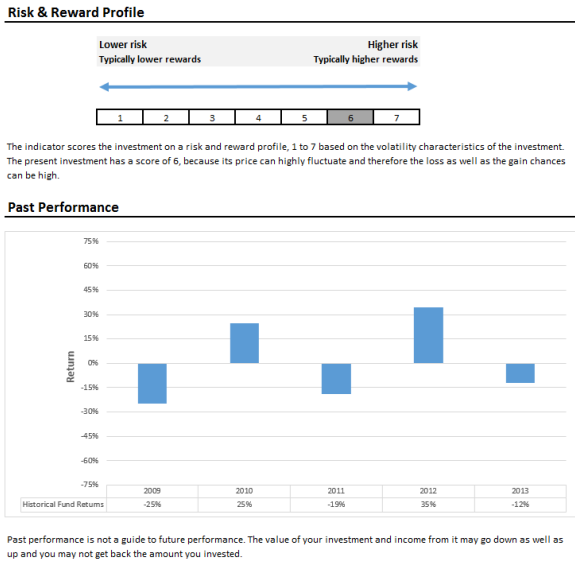 Risk & Reward Profile
Lower risk Higher risk
Typically lower rewards Typically higher rewards
1 2 3 4 5 6 7
The indicator scores the investment on a risk and reward profile, 1 to 7 based on the volatility characteristics of the investment.
The present investment has a score of 6, because its price can highly fluctuate and therefore the loss as well as the gain chances
can be high.
Past Performance
75%
60%
45%
30%
15%
0%
-15%
-30%
-45%
-60%
-75%
Return
2009 2010 2011 2012 2013
Historical Fund Returns -25% 25% -19% 35% -12%
Past performance is not a guide to future performance. The value of your investment and income from it may go down as well as
up and you may not get back the amount you invested.